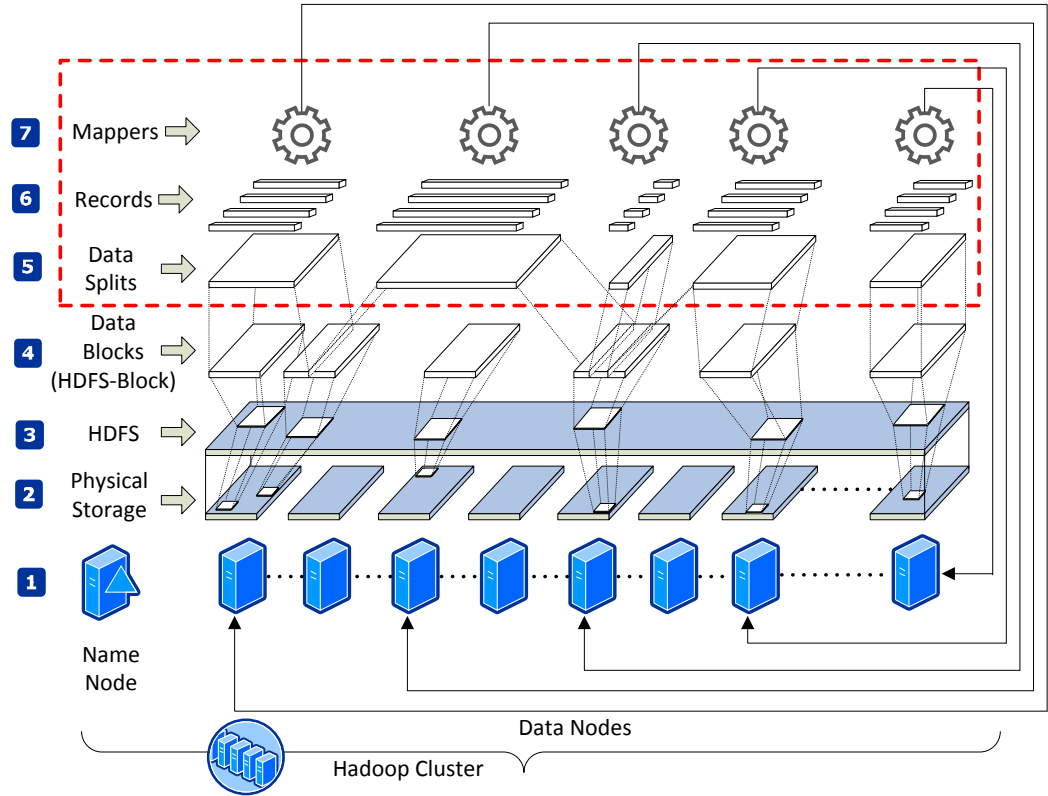 7
Mappers
6
Records
5
Data
Splits
4
Data
Blocks
(HDFS-Block)
3
HDFS
2
Physical
Storage
1
Name
Node
Data Nodes
Hadoop Cluster